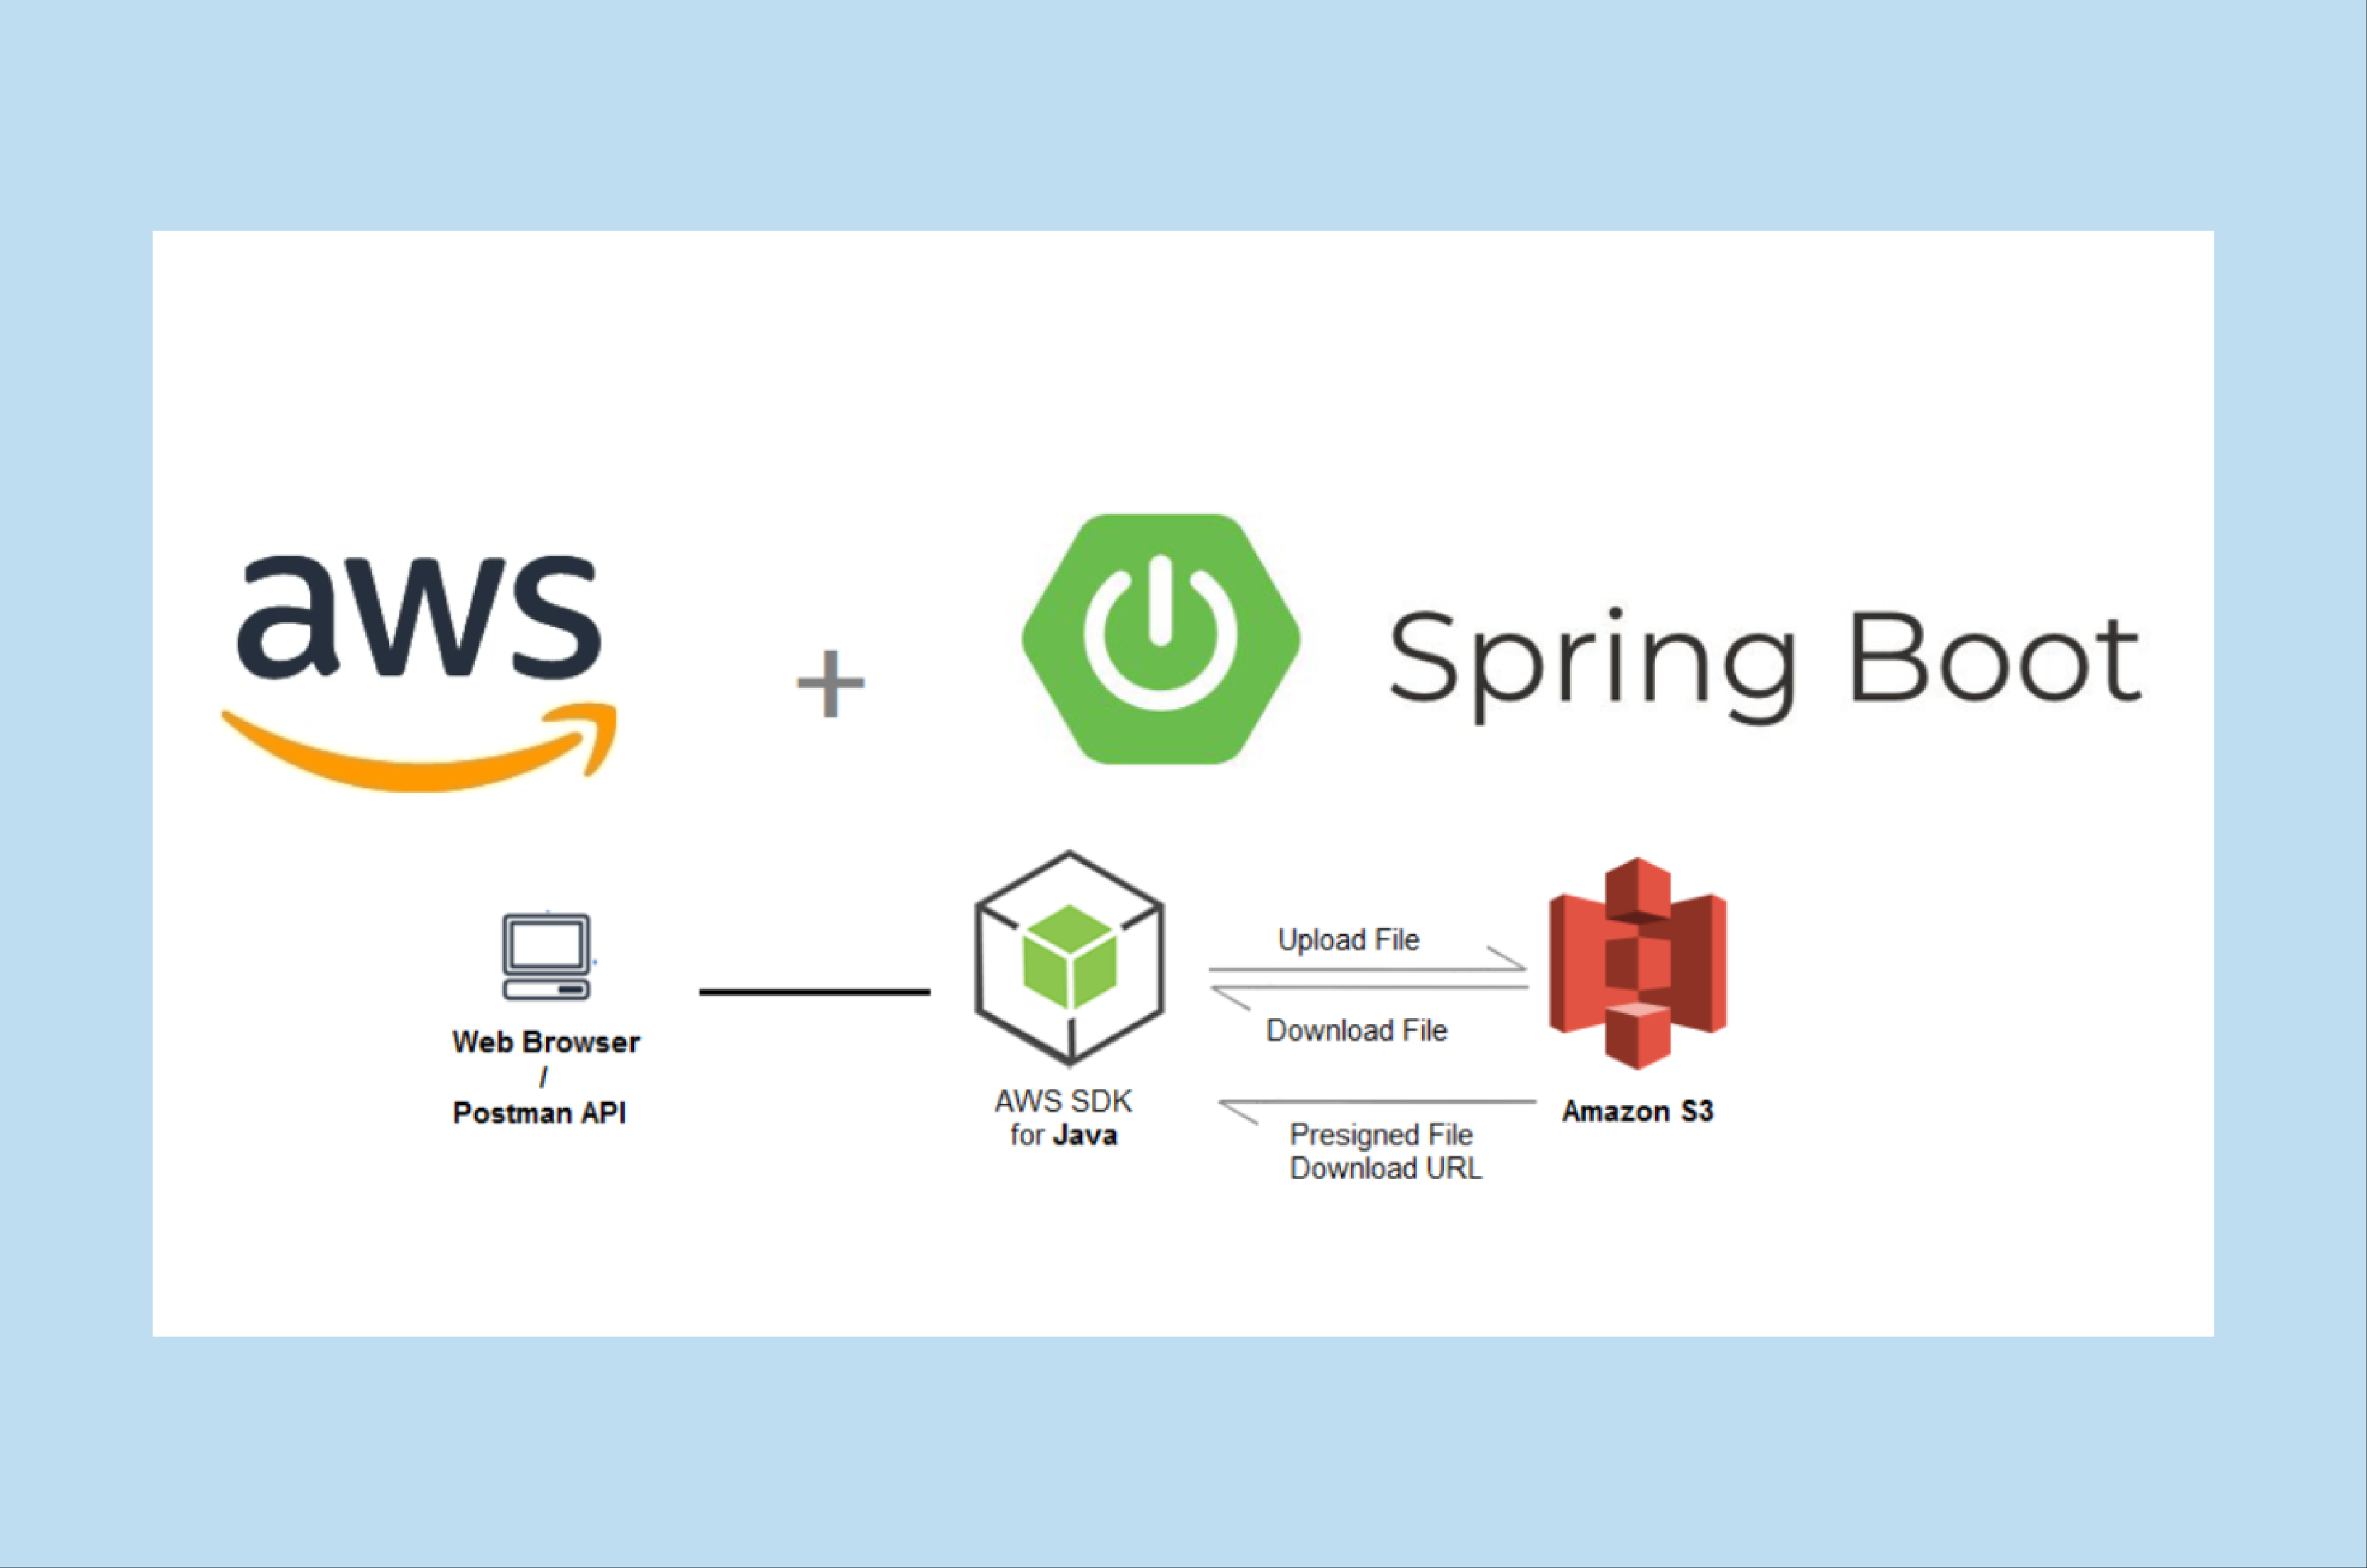 aws
+
Spring Boot
Web Browser
/
Postman API
AWS SDK
for Java
Upload File
Download File
Presigned File
Download URL
Amazon S3